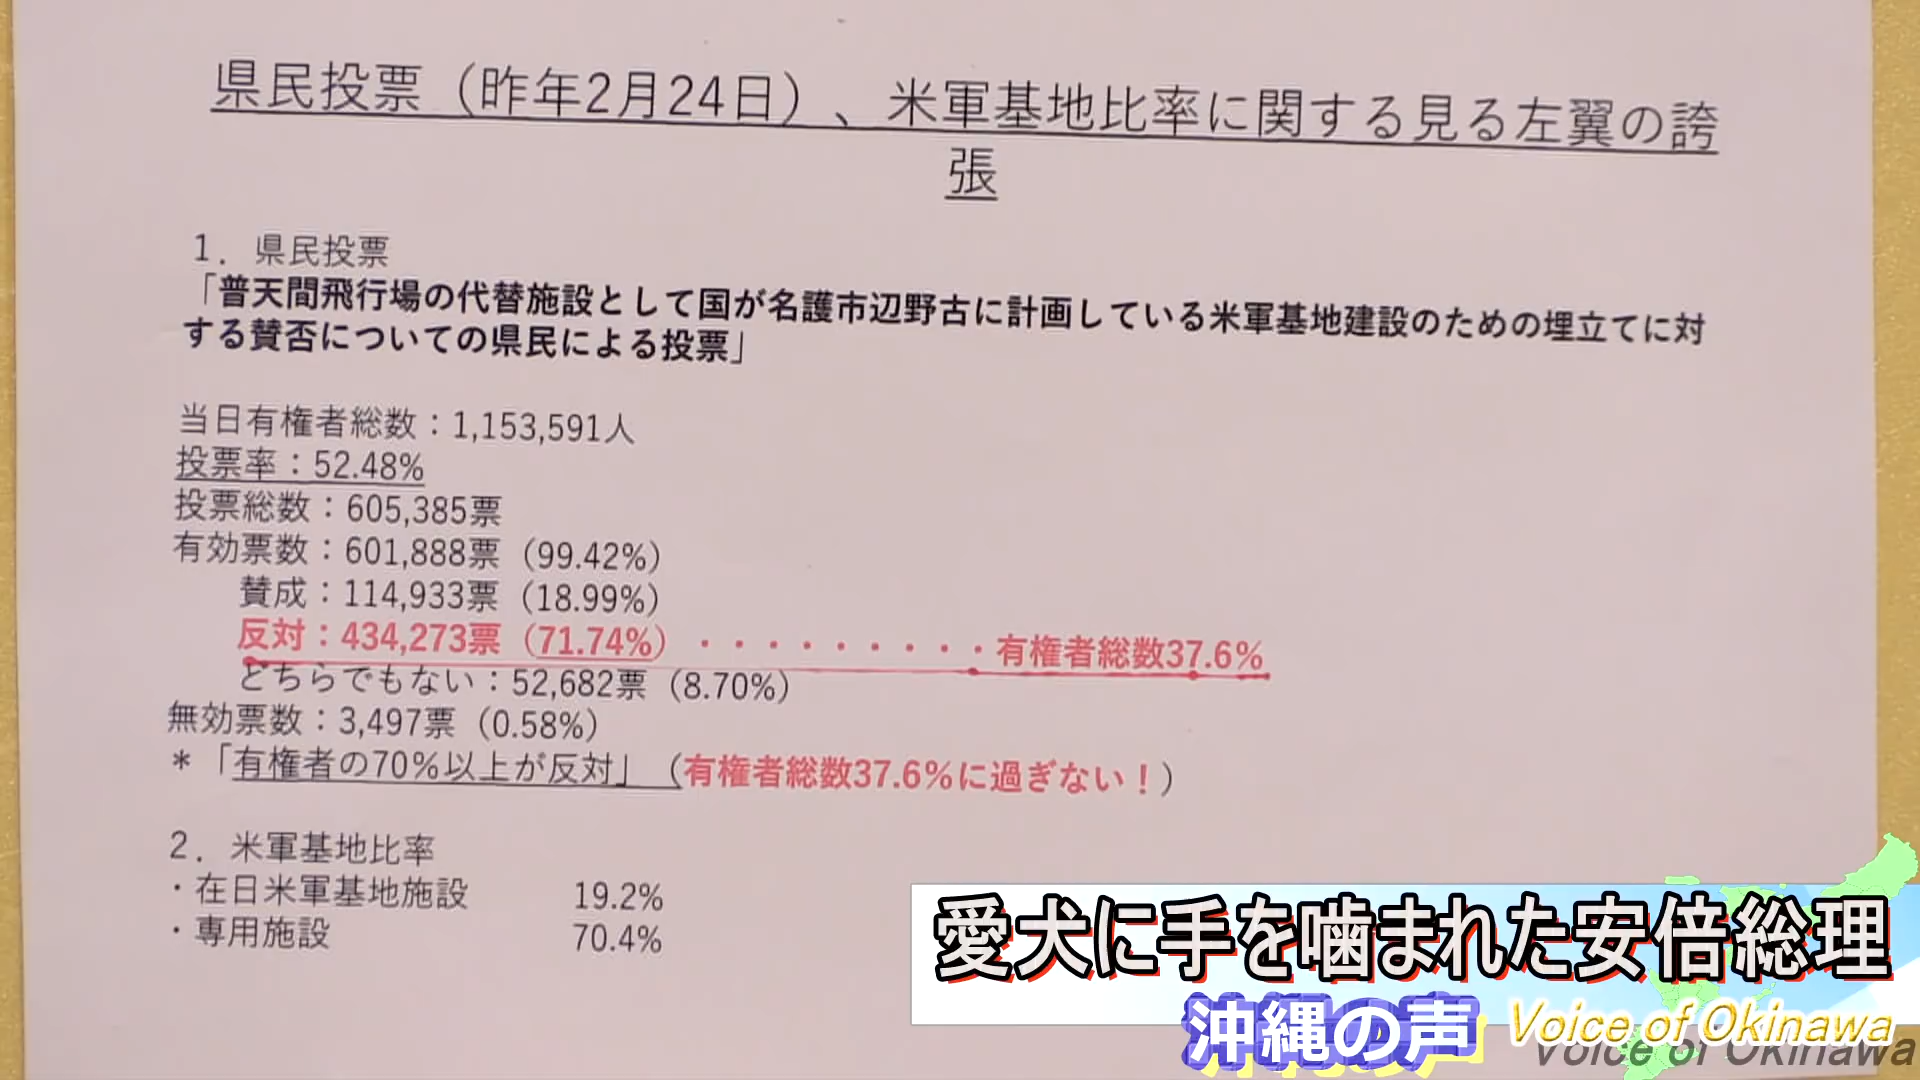 県民投票（昨年2月24日）、米軍基地比率に関する見る左翼の誇
張
1．県民投票
「普天間飛行場の代替施設として国が名護市辺野古に計画している米軍基地建設のための埋立てに対
する賛否についての県民による投票」
当日有権者総数：1,153,591人
投票率：52.48%
投票総数：605,385票
有効票数：601,888票（99.42%）
賛成：114,933票（18.99%）
反対：434,273票（71.74%）・・・・・・・・・有権者総数37.6%
どちらでもない：52,682票（8.70%）
無効票数：3,497票（0.58%）
*「有権者の70％以上が反対」（有権者総数37.6％に過ぎない！）
2．米軍基地比率
・在日米軍基地施設 19.2%
・専用施設 70.4%
愛犬に手を噛まれた安倍総理
沖縄の声 Voice of Okinawa